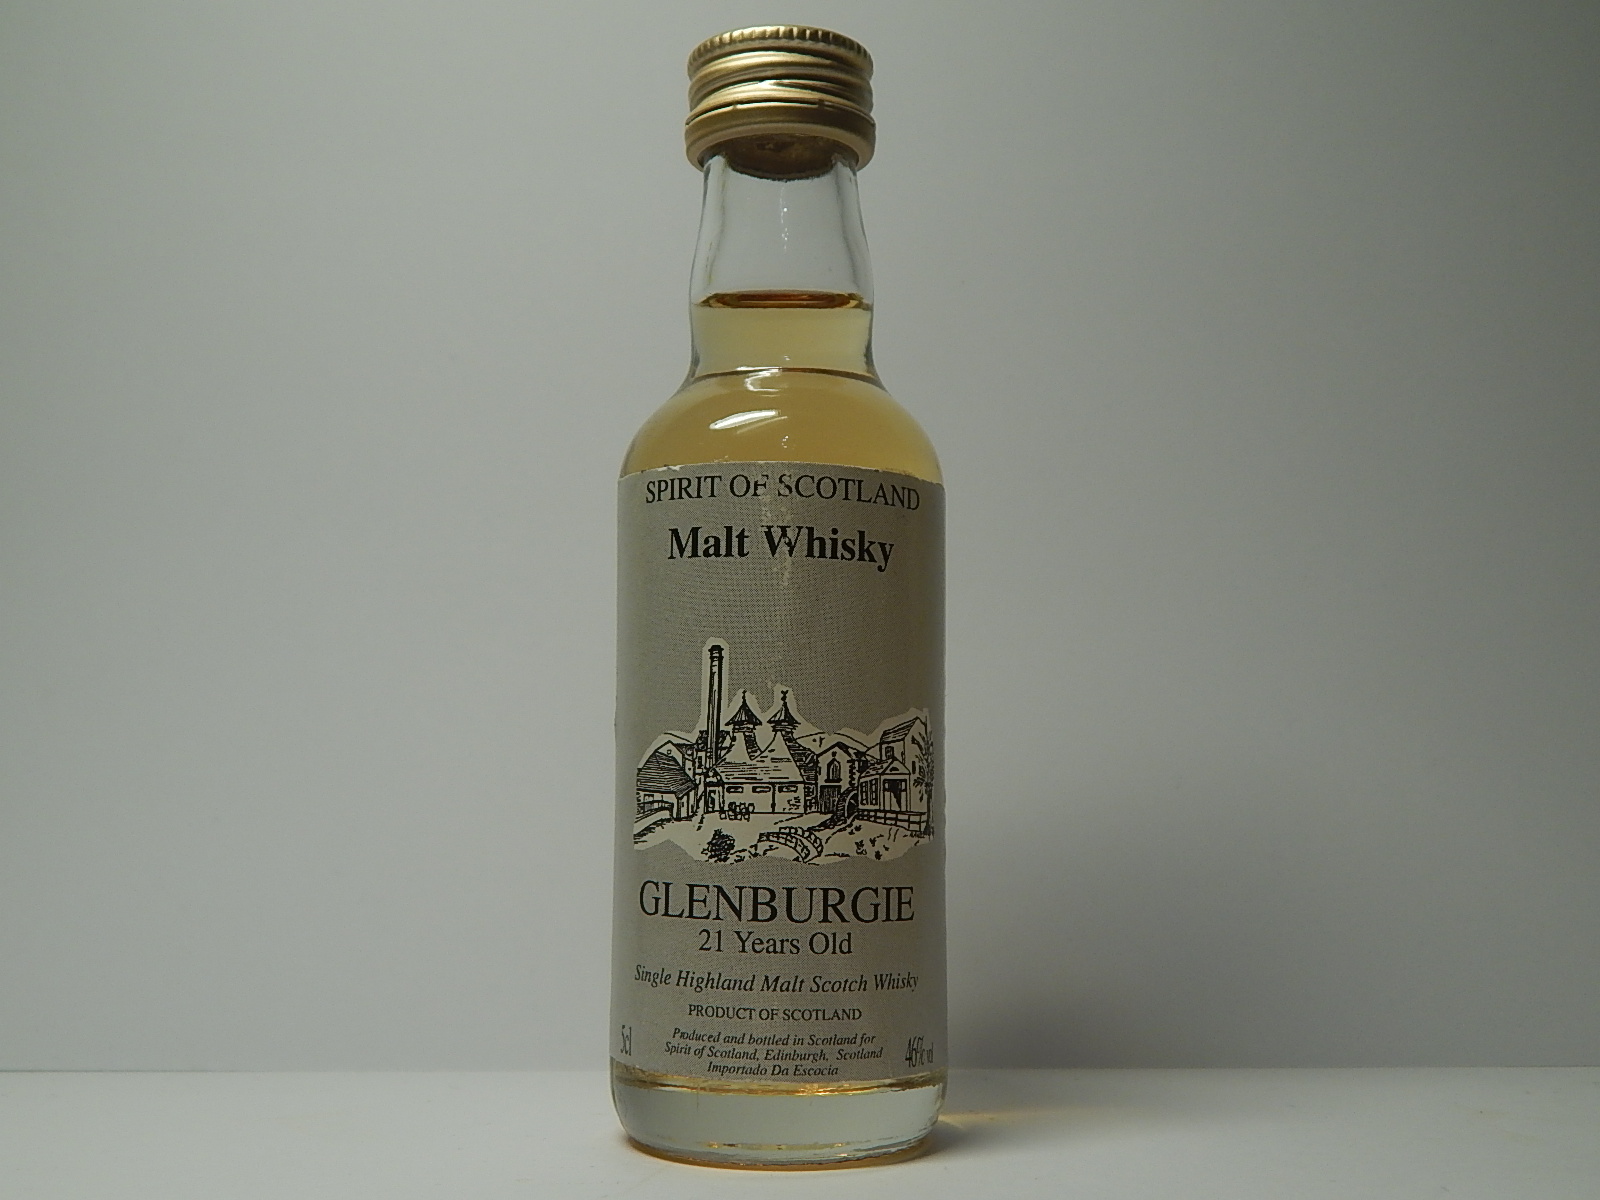 SPIRIT OF SCOTLAND
Malt Whisky
GLENBURGIE
21 Years Old
Single Highland Malt Scotch Whisky
PRODUCT OF SCOTLAND
5cl
Produced and bottled in Scotland for
Spirit of Scotland, Edinburgh, Scotland
Importado Da Escocia
46% vol